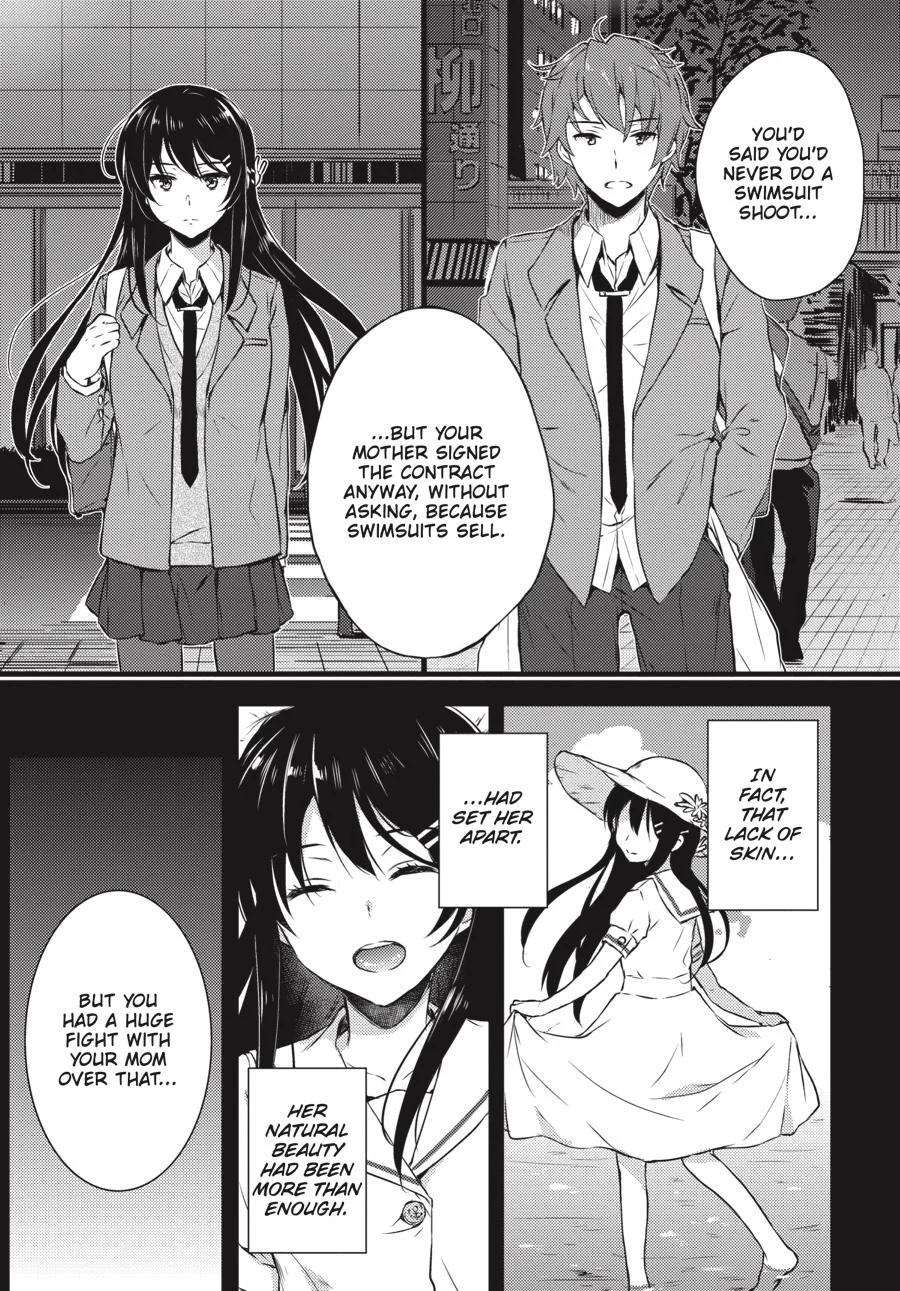 YOU'D
SAID YOU'D
NEVER DO A
SWIMSUIT
SHOOT...
...BUT YOUR
MOTHER SIGNED
THE CONTRACT
ANYWAY, WITHOUT
ASKING, BECAUSE
SWIMSUITS SELL.
柳
通
り
IN
FACT,
THAT
LACK OF
SKIN...
...HAD
SET HER
APART.
HER
NATURAL
BEAUTY
HAD BEEN
MORE THAN
ENOUGH.
BUT YOU
HAD A HUGE
FIGHT WITH
YOUR MOM
OVER THAT...